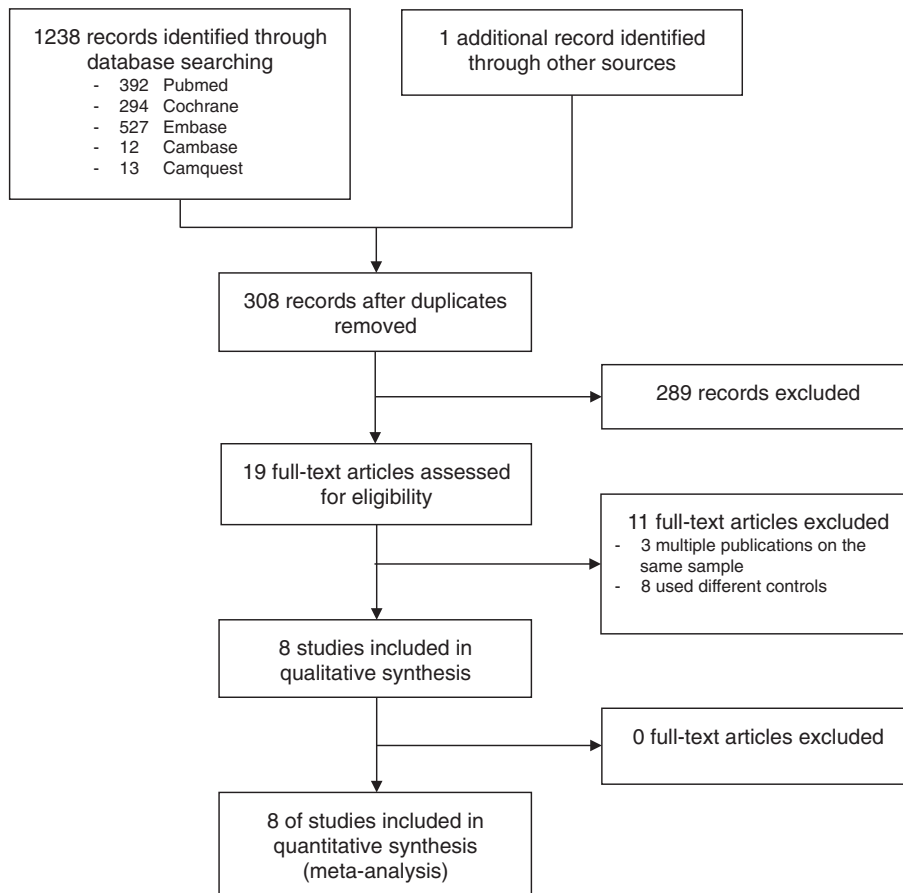 1238 records identified through
database searching
- 392 Pubmed
- 294 Cochrane
- 527 Embase
- 12 Cambase
- 13 Camquest
1 additional record identified
through other sources
308 records after duplicates
removed
289 records excluded
19 full-text articles assessed
for eligibility
11 full-text articles excluded
- 3 multiple publications on the
same sample
- 8 used different controls
8 studies included in
qualitative synthesis
0 full-text articles excluded
8 of studies included in
quantitative synthesis
(meta-analysis)